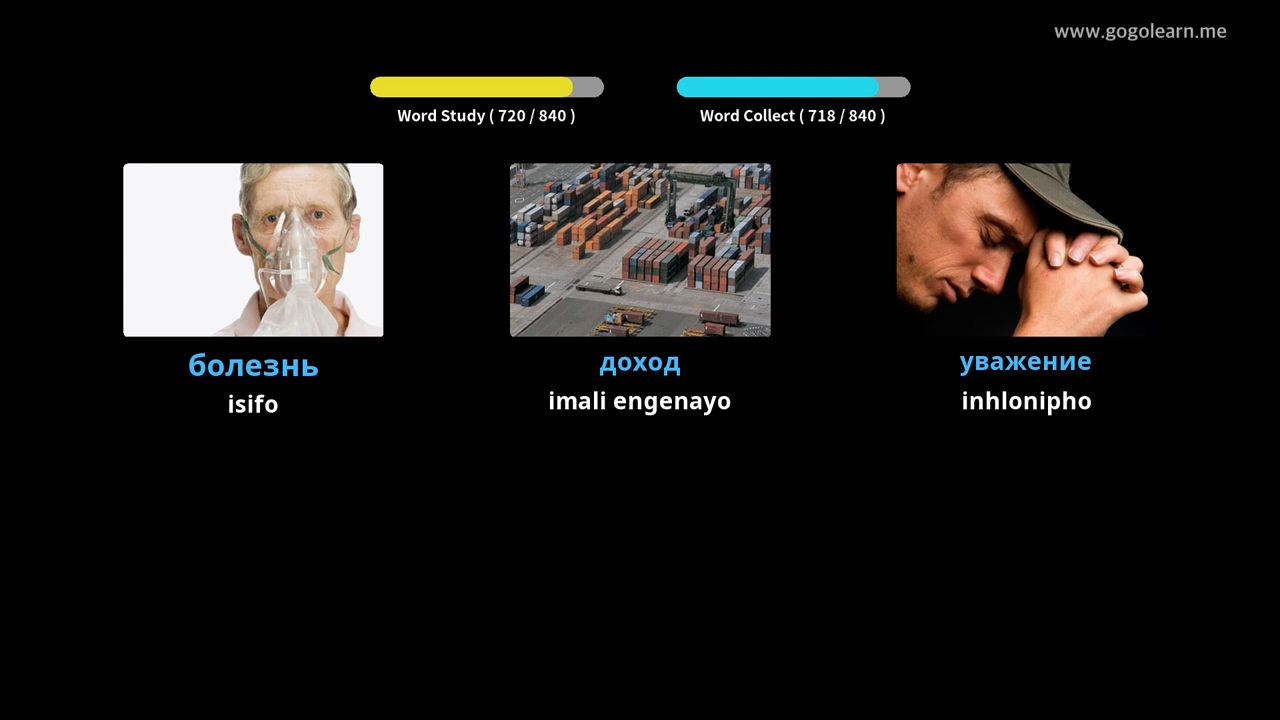 www.gogolearn.me
Word Study ( 720 / 840 )
Word Collect ( 718 / 840 )
болезнь
isifo
доход
imali engenayo
уважение
inhlonipho